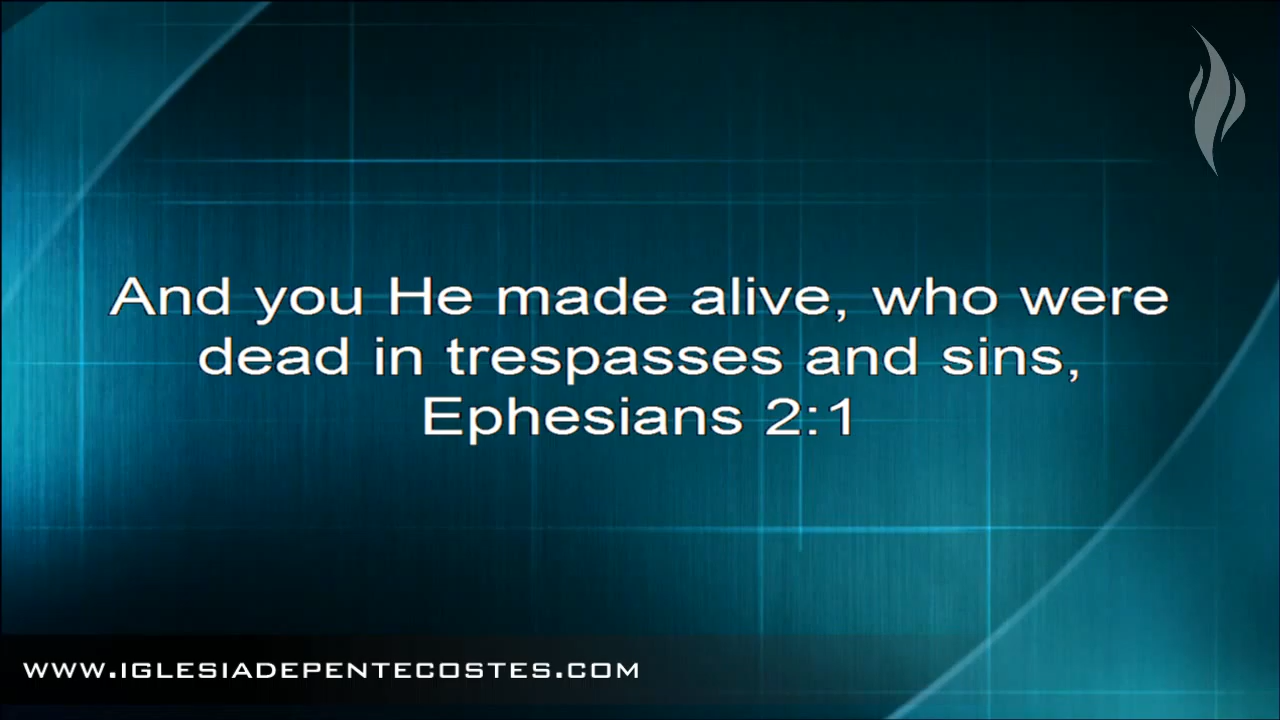 And you He made alive, who were
dead in trespasses and sins,
Ephesians 2:1
WWW.IGLESIADEPENTECOSTES.COM